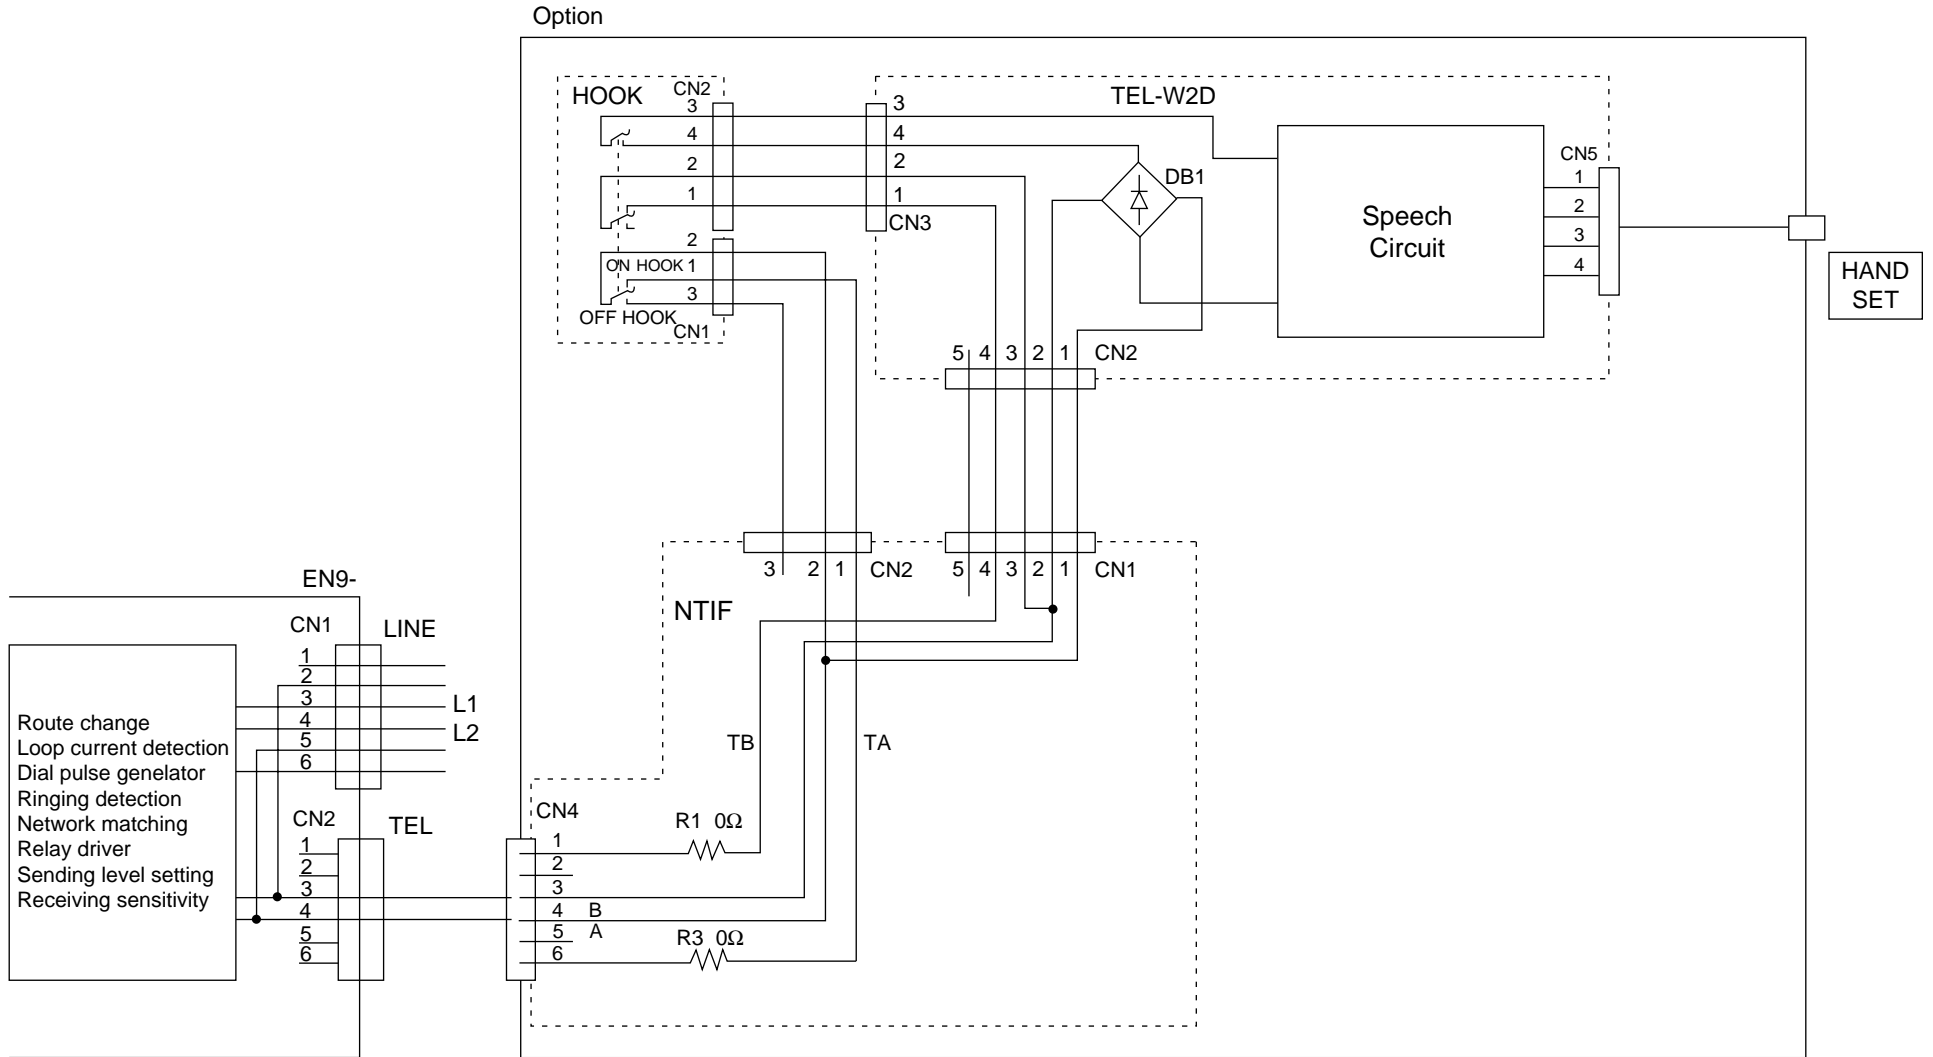 Option
HOOK
CN2
3
4
2
1
2
ON HOOK 1
3
OFF HOOK
CN1
3
4
2
1
CN3
TEL-W2D
DB1
Speech
Circuit
CN5
1
2
3
4
HAND
SET
5 4 3 2 1 CN2
3 2 1 CN2
5 4 3 2 1 CN1
NTIF
TB
TA
EN9-
CN1
LINE
1
2
3
4
5
6
L1
L2
Route change
Loop current detection
Dial pulse genelator
Ringing detection
Network matching
Relay driver
Sending level setting
Receiving sensitivity
CN2
TEL
1
2
3
4
5
6
CN4
1
2
3
4 B
5 A
6
R1 0Ω
R3 0Ω